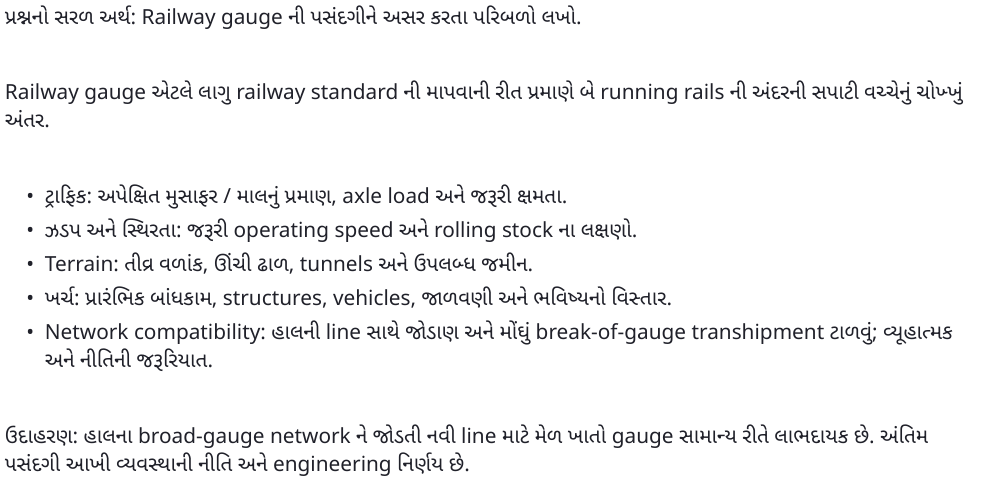 પ્રશ્નનો સરળ અર્થ: Railway gauge ની પસંદગીને અસર કરતા પરિબળો લખો.
Railway gauge એટલે લાગુ railway standard ની માપવાની રીત પ્રમાણે બે running rails ની અંદરની સપાટી વચ્ચેનું ચોખ્ખું
અંતર.
• ટ્રાફિક: અપેક્ષિત મુસાફર / માલનું પ્રમાણ, axle load અને જરૂરી ક્ષમતા.
• ઝડપ અને સ્થિરતા: જરૂરી operating speed અને rolling stock ના લક્ષણો.
• Terrain: તીવ્ર વળાંક, ઊંચી ઢાળ, tunnels અને ઉપલબ્ધ જમીન.
• ખર્ચ: પ્રારંભિક બાંધકામ, structures, vehicles, જાળવણી અને ભવિષ્યનો વિસ્તાર.
• Network compatibility: હાલની line સાથે જોડાણ અને મોંઘું break-of-gauge transhipment ટાળવું; વ્યૂહાત્મક
અને નીતિની જરૂરિયાત.
ઉદાહરણ: હાલના broad-gauge network ને જોડતી નવી line માટે મેળ ખાતો gauge સામાન્ય રીતે લાભદાયક છે. અંતિમ
પસંદગી આખી વ્યવસ્થાની નીતિ અને engineering નિર્ણય છે.